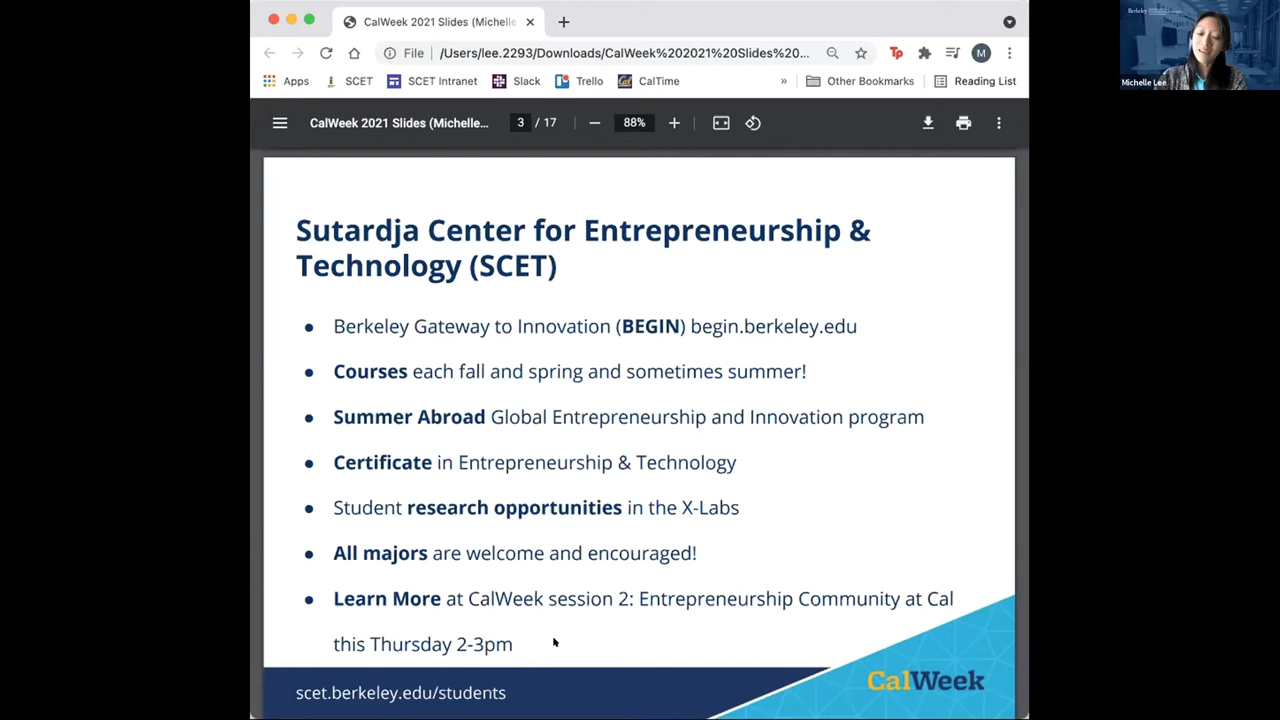 CalWeek 2021 Slides (Michelle
File /Users/lee.2293/Downloads/CalWeek%202021%20Slides%20...
Apps SCET SCET Intranet Slack Trello CalTime » Other Bookmarks Reading List
CalWeek 2021 Slides (Michelle... 3 / 17 88%
Sutardja Center for Entrepreneurship &
Technology (SCET)
● Berkeley Gateway to Innovation (BEGIN) begin.berkeley.edu
● Courses each fall and spring and sometimes summer!
● Summer Abroad Global Entrepreneurship and Innovation program
● Certificate in Entrepreneurship & Technology
● Student research opportunities in the X-Labs
● All majors are welcome and encouraged!
● Learn More at CalWeek session 2: Entrepreneurship Community at Cal
this Thursday 2-3pm
scet.berkeley.edu/students
CalWeek
Berkeley
Michelle Lee
M
Tp